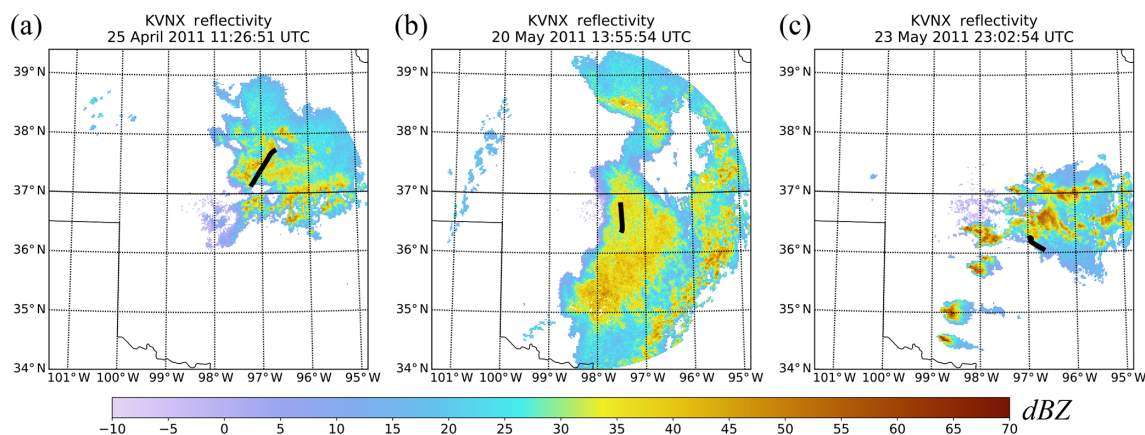 (a)
KVNX reflectivity
25 April 2011 11:26:51 UTC
39°N
38°N
37°N
36°N
35°N
34°N
101°W 100°W 99°W 98°W 97°W 96°W 95°W
(b)
KVNX reflectivity
20 May 2011 13:55:54 UTC
39°N
38°N
37°N
36°N
35°N
34°N
101°W 100°W 99°W 98°W 97°W 96°W 95°W
(c)
KVNX reflectivity
23 May 2011 23:02:54 UTC
39°N
38°N
37°N
36°N
35°N
34°N
101°W 100°W 99°W 98°W 97°W 96°W 95°W
−10 −5 0 5 10 15 20 25 30 35 40 45 50 55 60 65 70
dBZ